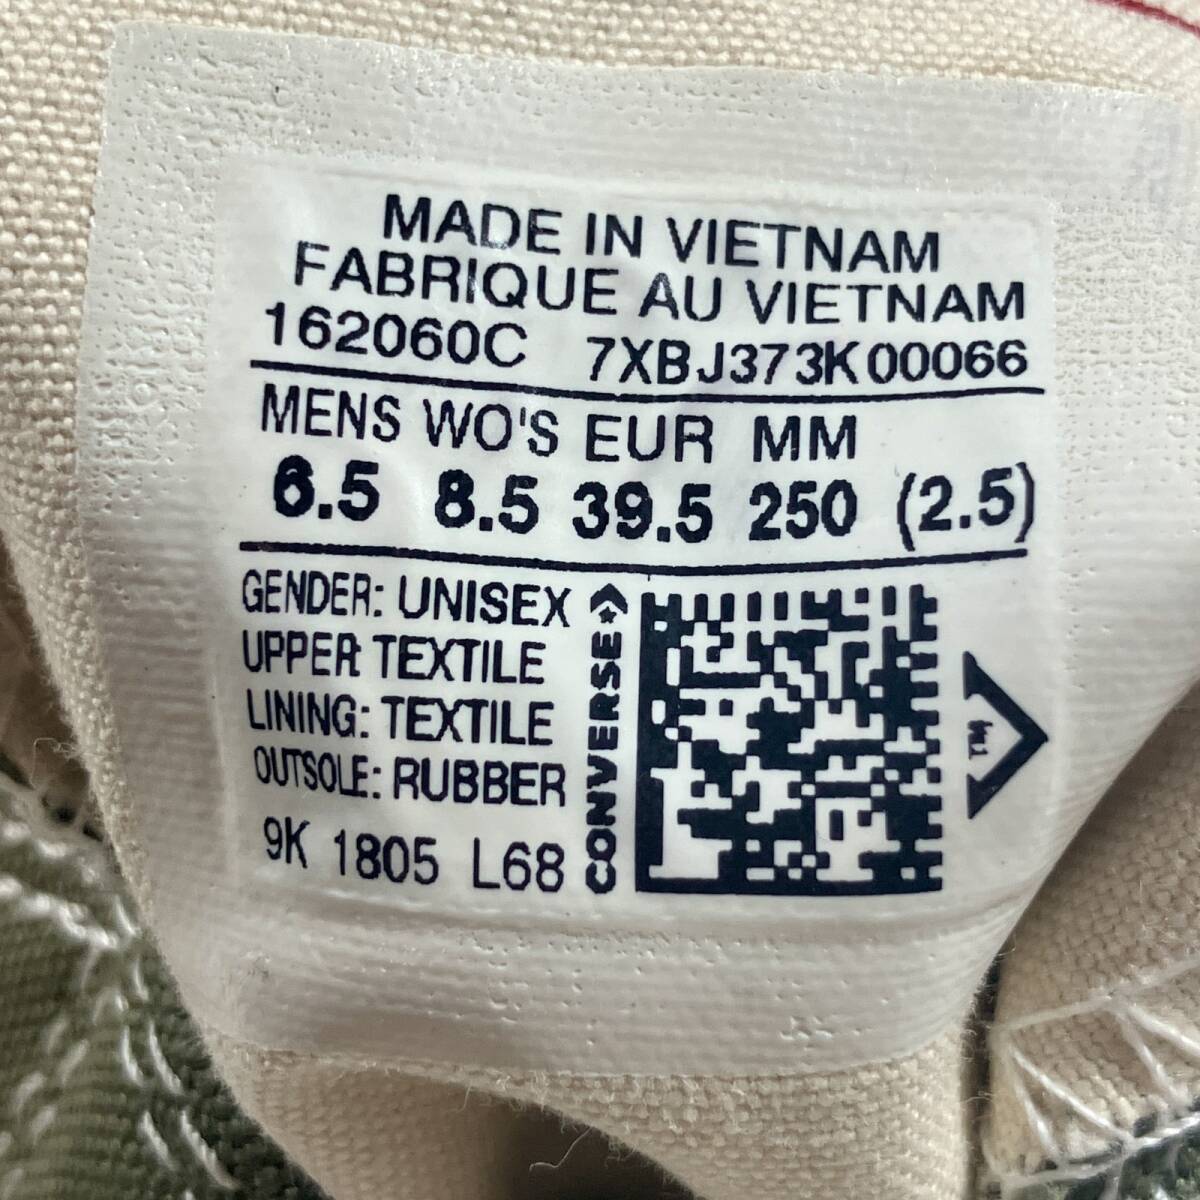 MADE IN VIETNAM
FABRIQUE AU VIETNAM
162060C 7XBJ373K00066
MENS WO'S EUR MM
6.5 8.5 39.5 250 (2.5)
GENDER: UNISEX
UPPER: TEXTILE
LINING: TEXTILE
OUTSOLE: RUBBER
9K 1805 L68
CONVERSE